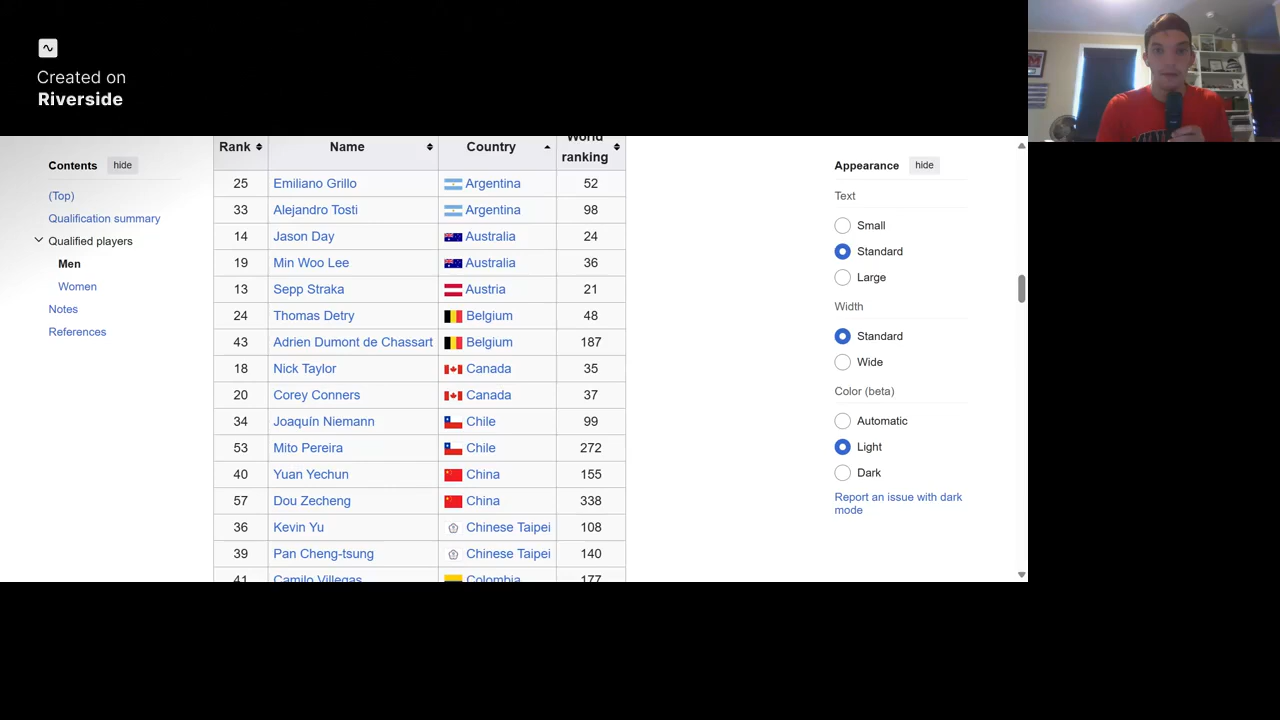 Created on
Riverside
Contents hide
(Top)
Qualification summary
Qualified players
Men
Women
Notes
References
Rank Name Country World ranking
25 Emiliano Grillo Argentina 52
33 Alejandro Tosti Argentina 98
14 Jason Day Australia 24
19 Min Woo Lee Australia 36
13 Sepp Straka Austria 21
24 Thomas Detry Belgium 48
43 Adrien Dumont de Chassart Belgium 187
18 Nick Taylor Canada 35
20 Corey Conners Canada 37
34 Joaquín Niemann Chile 99
53 Mito Pereira Chile 272
40 Yuan Yechun China 155
57 Dou Zecheng China 338
36 Kevin Yu Chinese Taipei 108
39 Pan Cheng-tsung Chinese Taipei 140
41 Camilo Villegas Colombia 177
Appearance hide
Text
Small
Standard
Large
Width
Standard
Wide
Color (beta)
Automatic
Light
Dark
Report an issue with dark
mode